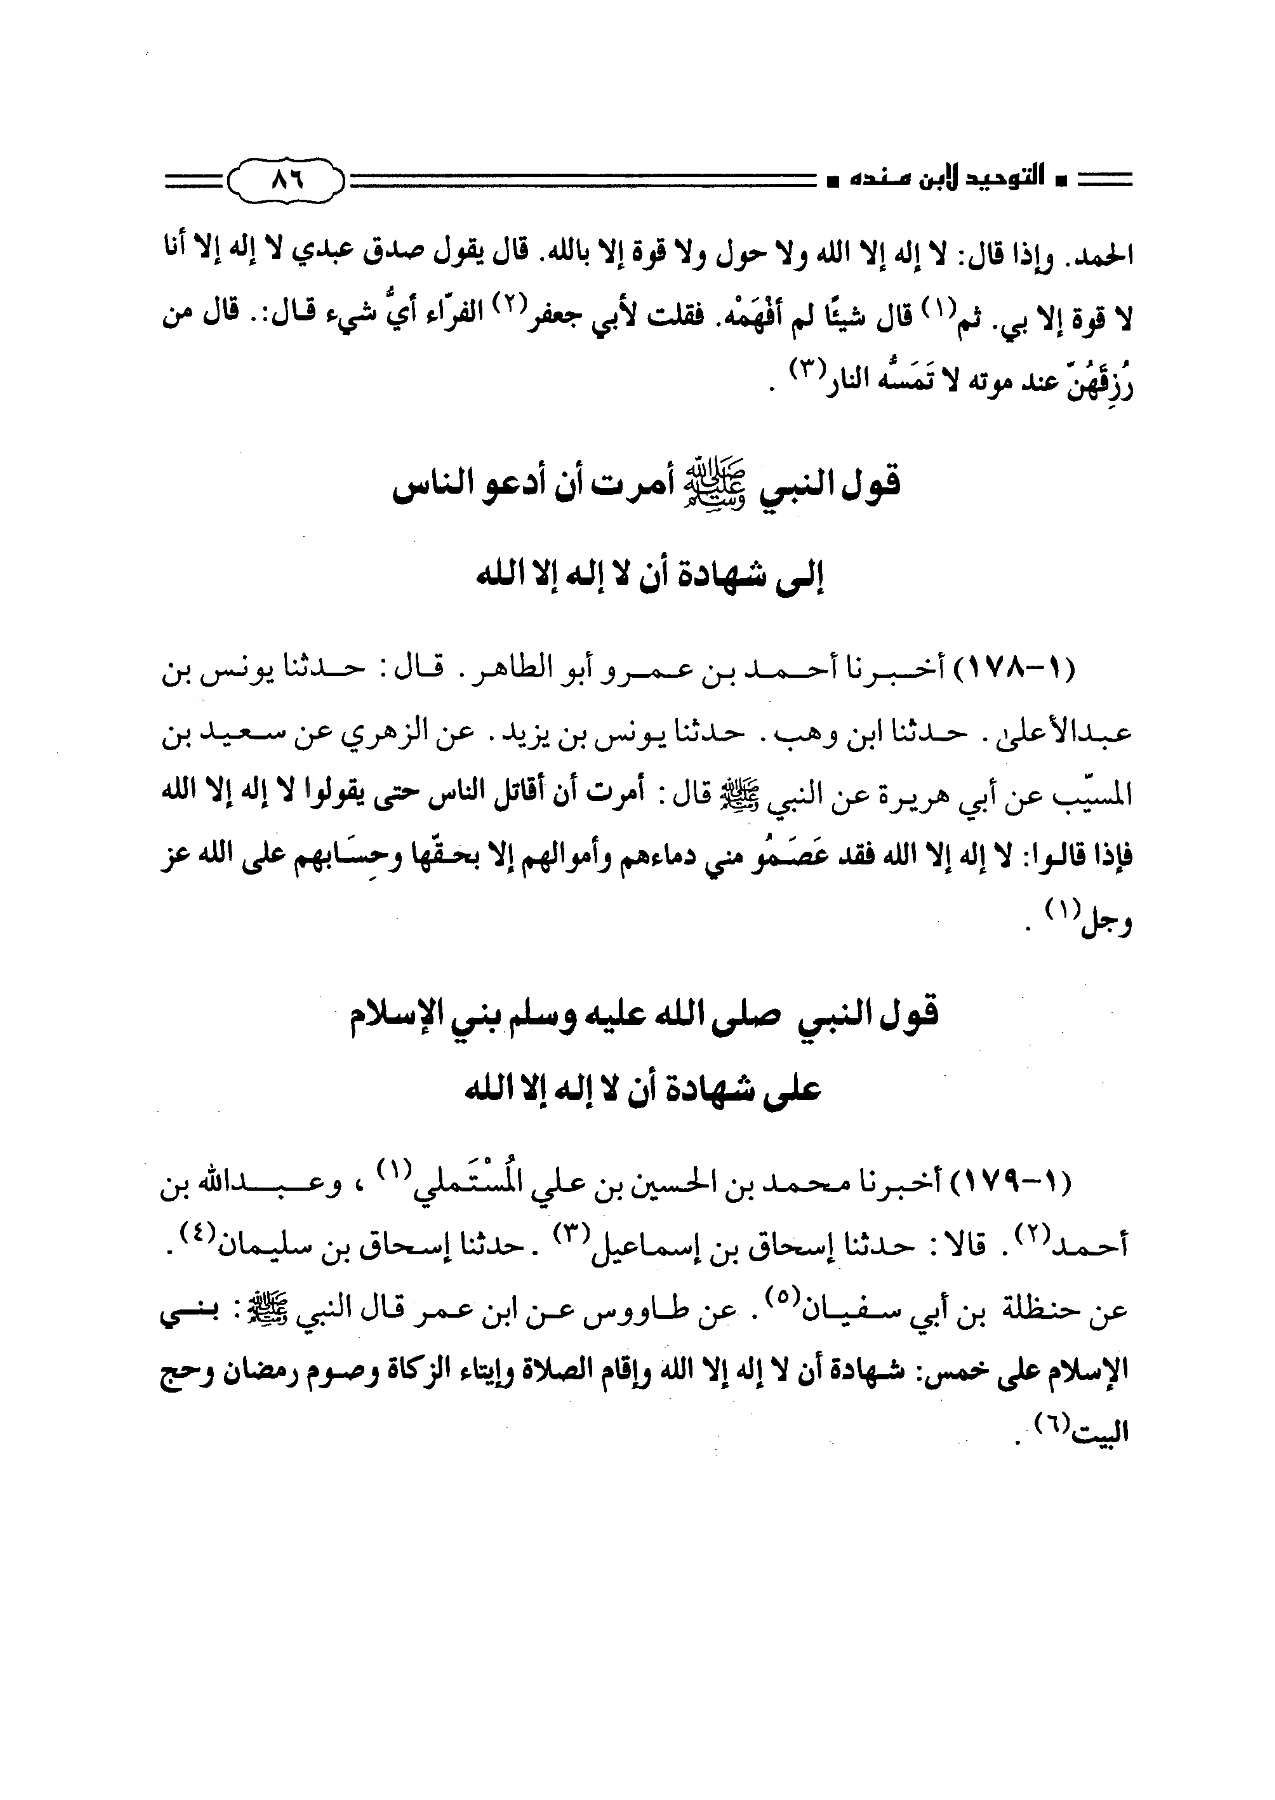 التوحيد لابن منده ٨٦
الحمد. وإذا قال: لا إله إلا الله ولا حول ولا قوة إلا بالله. قال يقول صدق عبدي لا إله إلا أنا
لا قوة إلا بي. ثم(١) قال شيئًا لم أفْهَمْه. فقلت لأبي جعفر(٢) الفرّاء أيُّ شيء قال:. قال من
رُزِقَهُنّ عند موته لا تَمَسُّه النار(٣) .
قول النبي ﷺ أمرت أن أدعو الناس
إلى شهادة أن لا إله إلا الله
(١-١٧٨) أخبرنا أحمد بن عمرو أبو الطاهر. قال: حدثنا يونس بن
عبدالأعلى. حدثنا ابن وهب. حدثنا يونس بن يزيد. عن الزهري عن سعيد بن
المسيّب عن أبي هريرة عن النبي ﷺ قال: أمرت أن أقاتل الناس حتى يقولوا لا إله إلا الله
فإذا قالوا: لا إله إلا الله فقد عَصَمُو مني دماءهم وأموالهم إلا بحقّها وحِسَابهم على الله عز
وجل(١) .
قول النبي صلى الله عليه وسلم بني الإسلام
على شهادة أن لا إله إلا الله
(١-١٧٩) أخبرنا محمد بن الحسين بن علي المُسْتَملي(١) ، وعبدالله بن
أحمد(٢). قالا: حدثنا إسحاق بن إسماعيل(٣) .حدثنا إسحاق بن سليمان(٤).
عن حنظلة بن أبي سفيان(٥). عن طاووس عن ابن عمر قال النبي ﷺ: بني
الإسلام على خمس: شهادة أن لا إله إلا الله وإقام الصلاة وإيتاء الزكاة وصوم رمضان وحج
البيت(٦) .